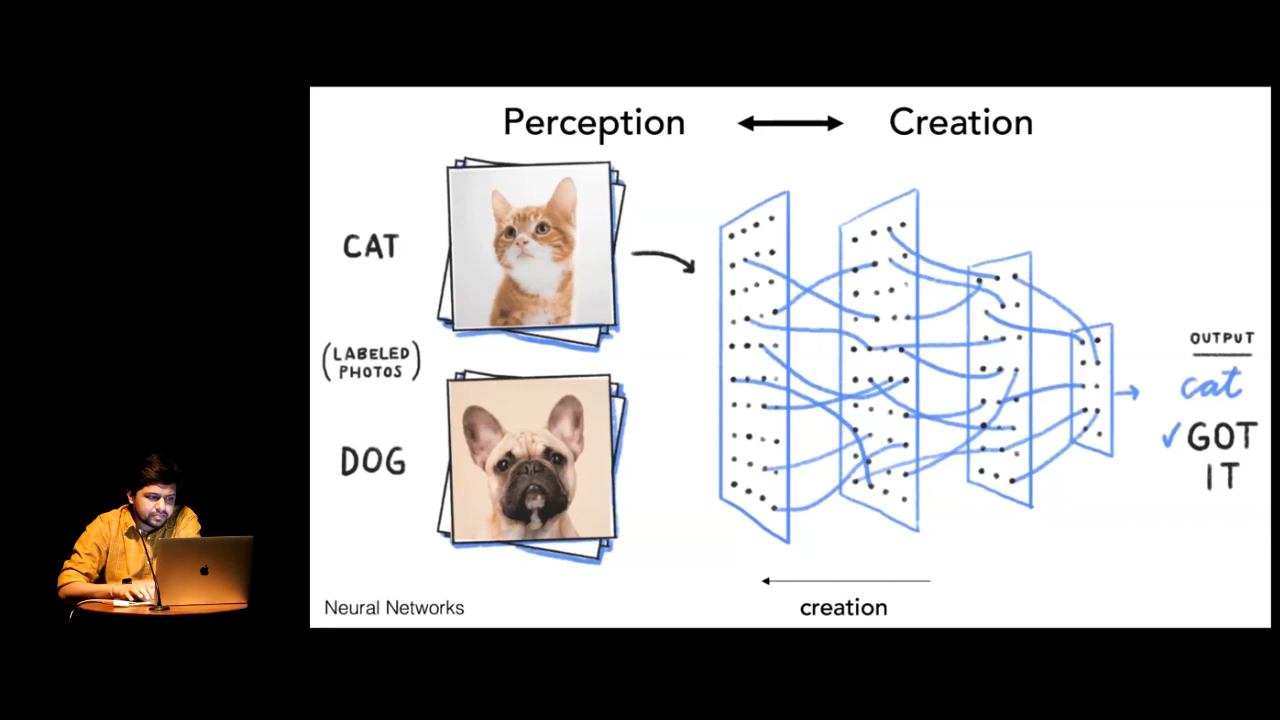 Perception ↔ Creation
CAT
(LABELED
PHOTOS)
DOG
OUTPUT
cat
✓ GOT
IT
creation
Neural Networks